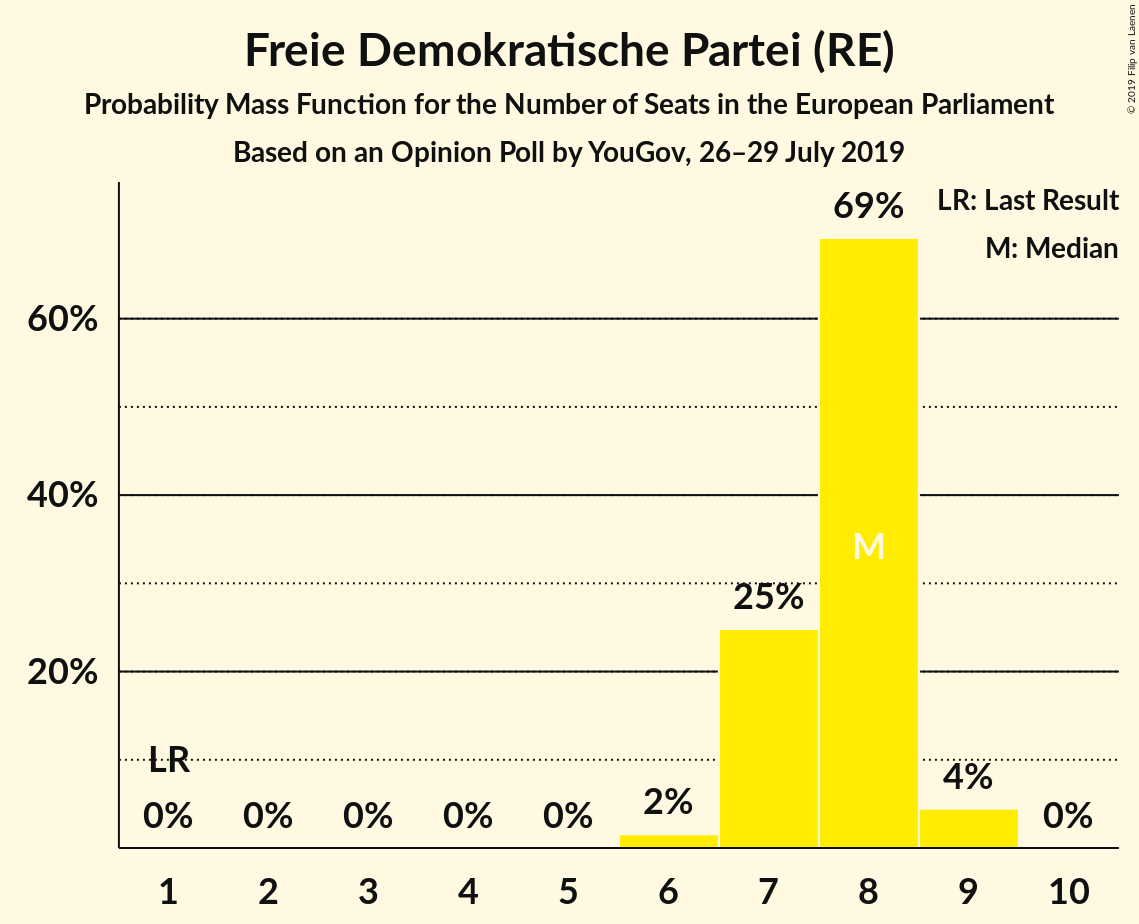 Freie Demokratische Partei (RE)
Probability Mass Function for the Number of Seats in the European Parliament
Based on an Opinion Poll by YouGov, 26–29 July 2019
© 2019 Filip van Laenen
LR: Last Result
M: Median
69%
60%
40%
M
25%
20%
LR
0%
0%
0%
0%
0%
2%
4%
0%
1
2
3
4
5
6
7
8
9
10